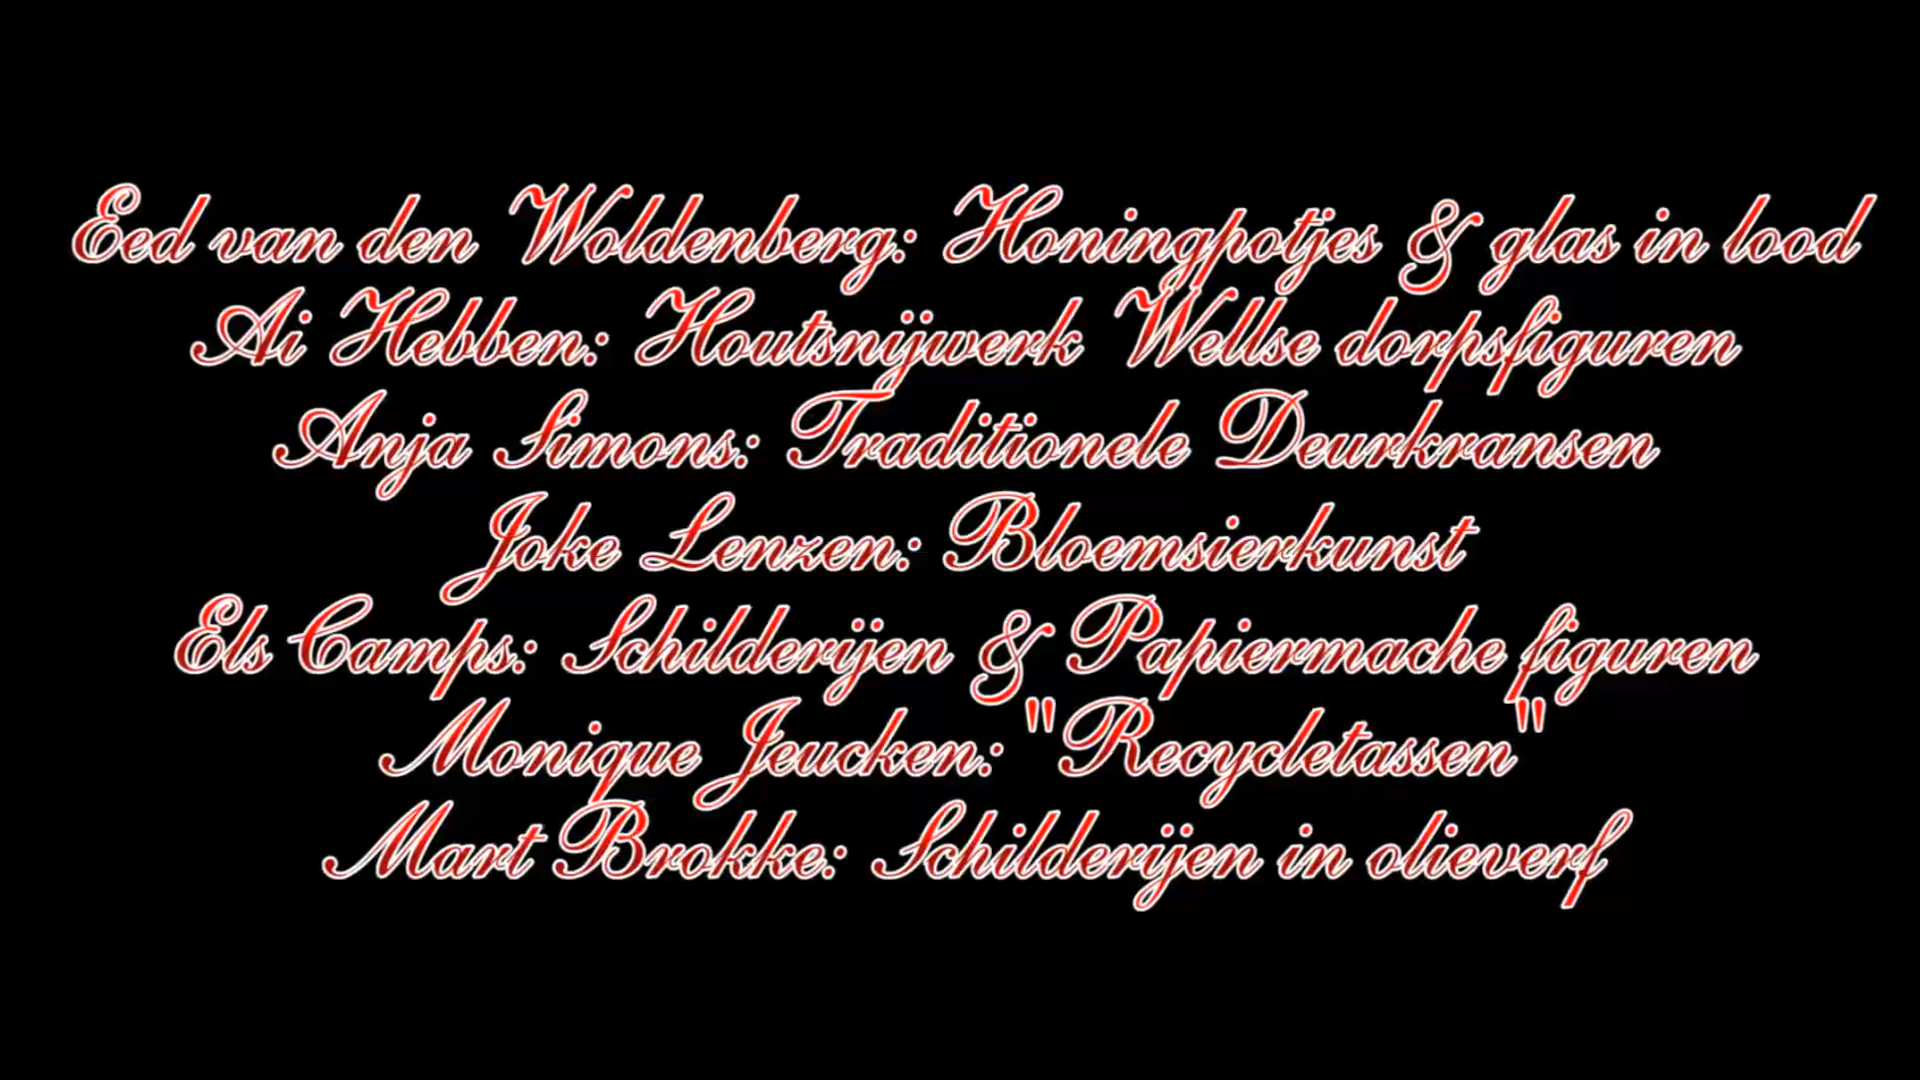 Eed van den Woldenberg: Honingpotjes & glas in lood
Ai Hebben: Houtsnijwerk Wellse dorpsfiguren
Anja Simons: Traditionele Deurkransen
Joke Lenzen: Bloemsierkunst
Els Camps: Schilderijen & Papiermache figuren
Monique Jeucken: "Recycletassen"
Mart Brokke: Schilderijen in olieverf